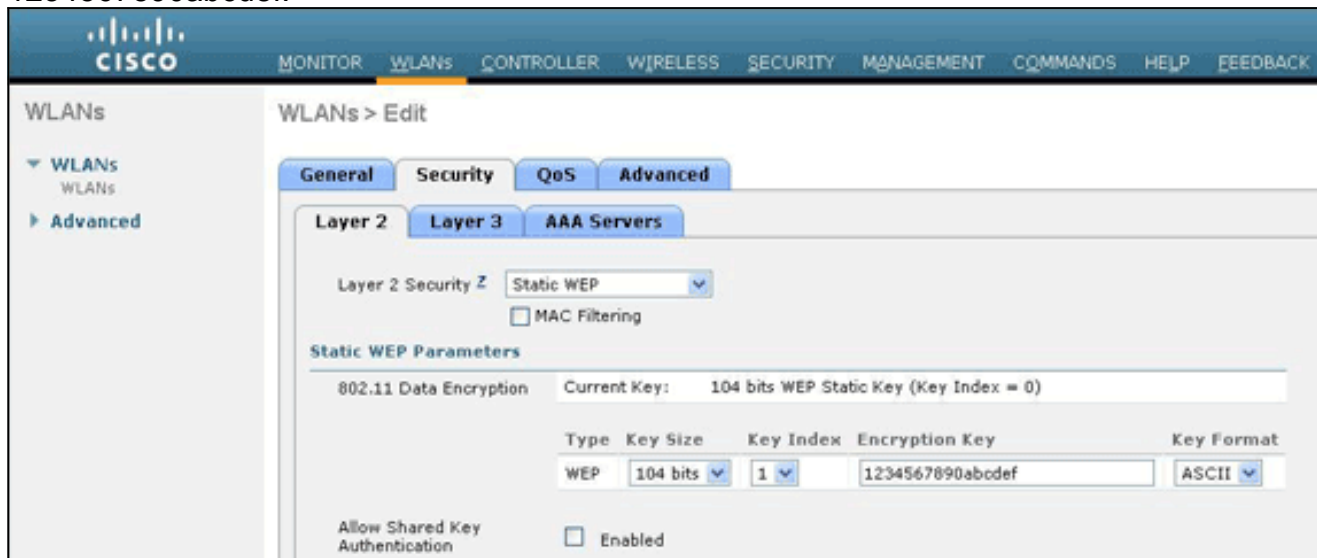 CISCO
MONITOR WLANs CONTROLLER WIRELESS SECURITY MANAGEMENT COMMANDS HELP FEEDBACK
WLANs
WLANs > Edit
WLANs
WLANs
Advanced
General Security QoS Advanced
Layer 2 Layer 3 AAA Servers
Layer 2 Security Z Static WEP
MAC Filtering
Static WEP Parameters
802.11 Data Encryption Current Key: 104 bits WEP Static Key (Key Index = 0)
Type Key Size Key Index Encryption Key Key Format
WEP 104 bits 1 1234567890abcdef ASCII
Allow Shared Key
Authentication Enabled